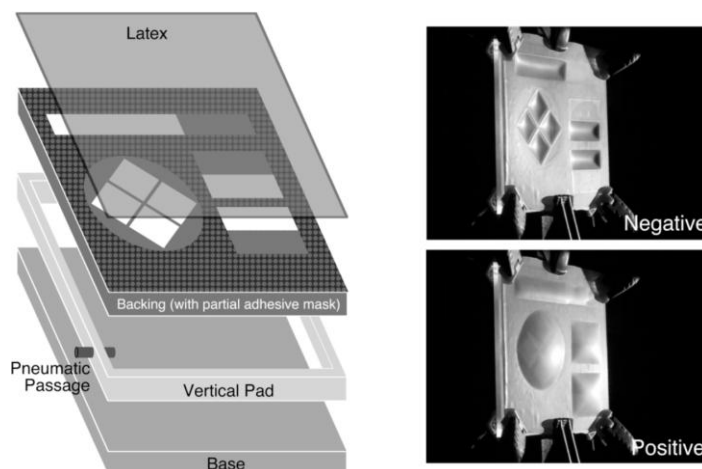 Latex
Backing (with partial adhesive mask)
Pneumatic
Passage
Vertical Pad
Base
Negative
Positive